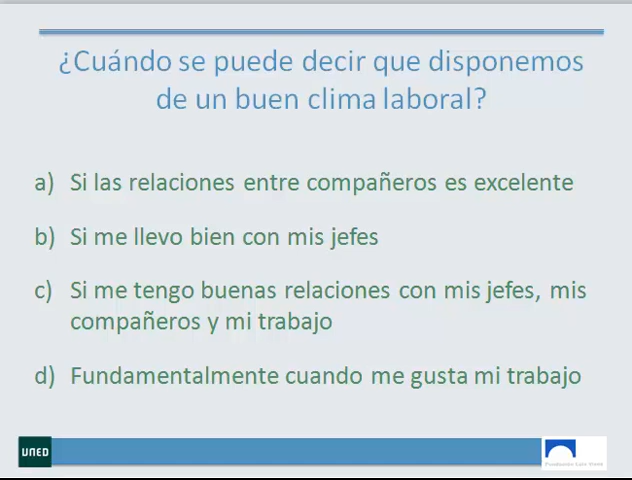 ¿Cuándo se puede decir que disponemos
de un buen clima laboral?
a) Si las relaciones entre compañeros es excelente
b) Si me llevo bien con mis jefes
c) Si me tengo buenas relaciones con mis jefes, mis
compañeros y mi trabajo
d) Fundamentalmente cuando me gusta mi trabajo
UNED